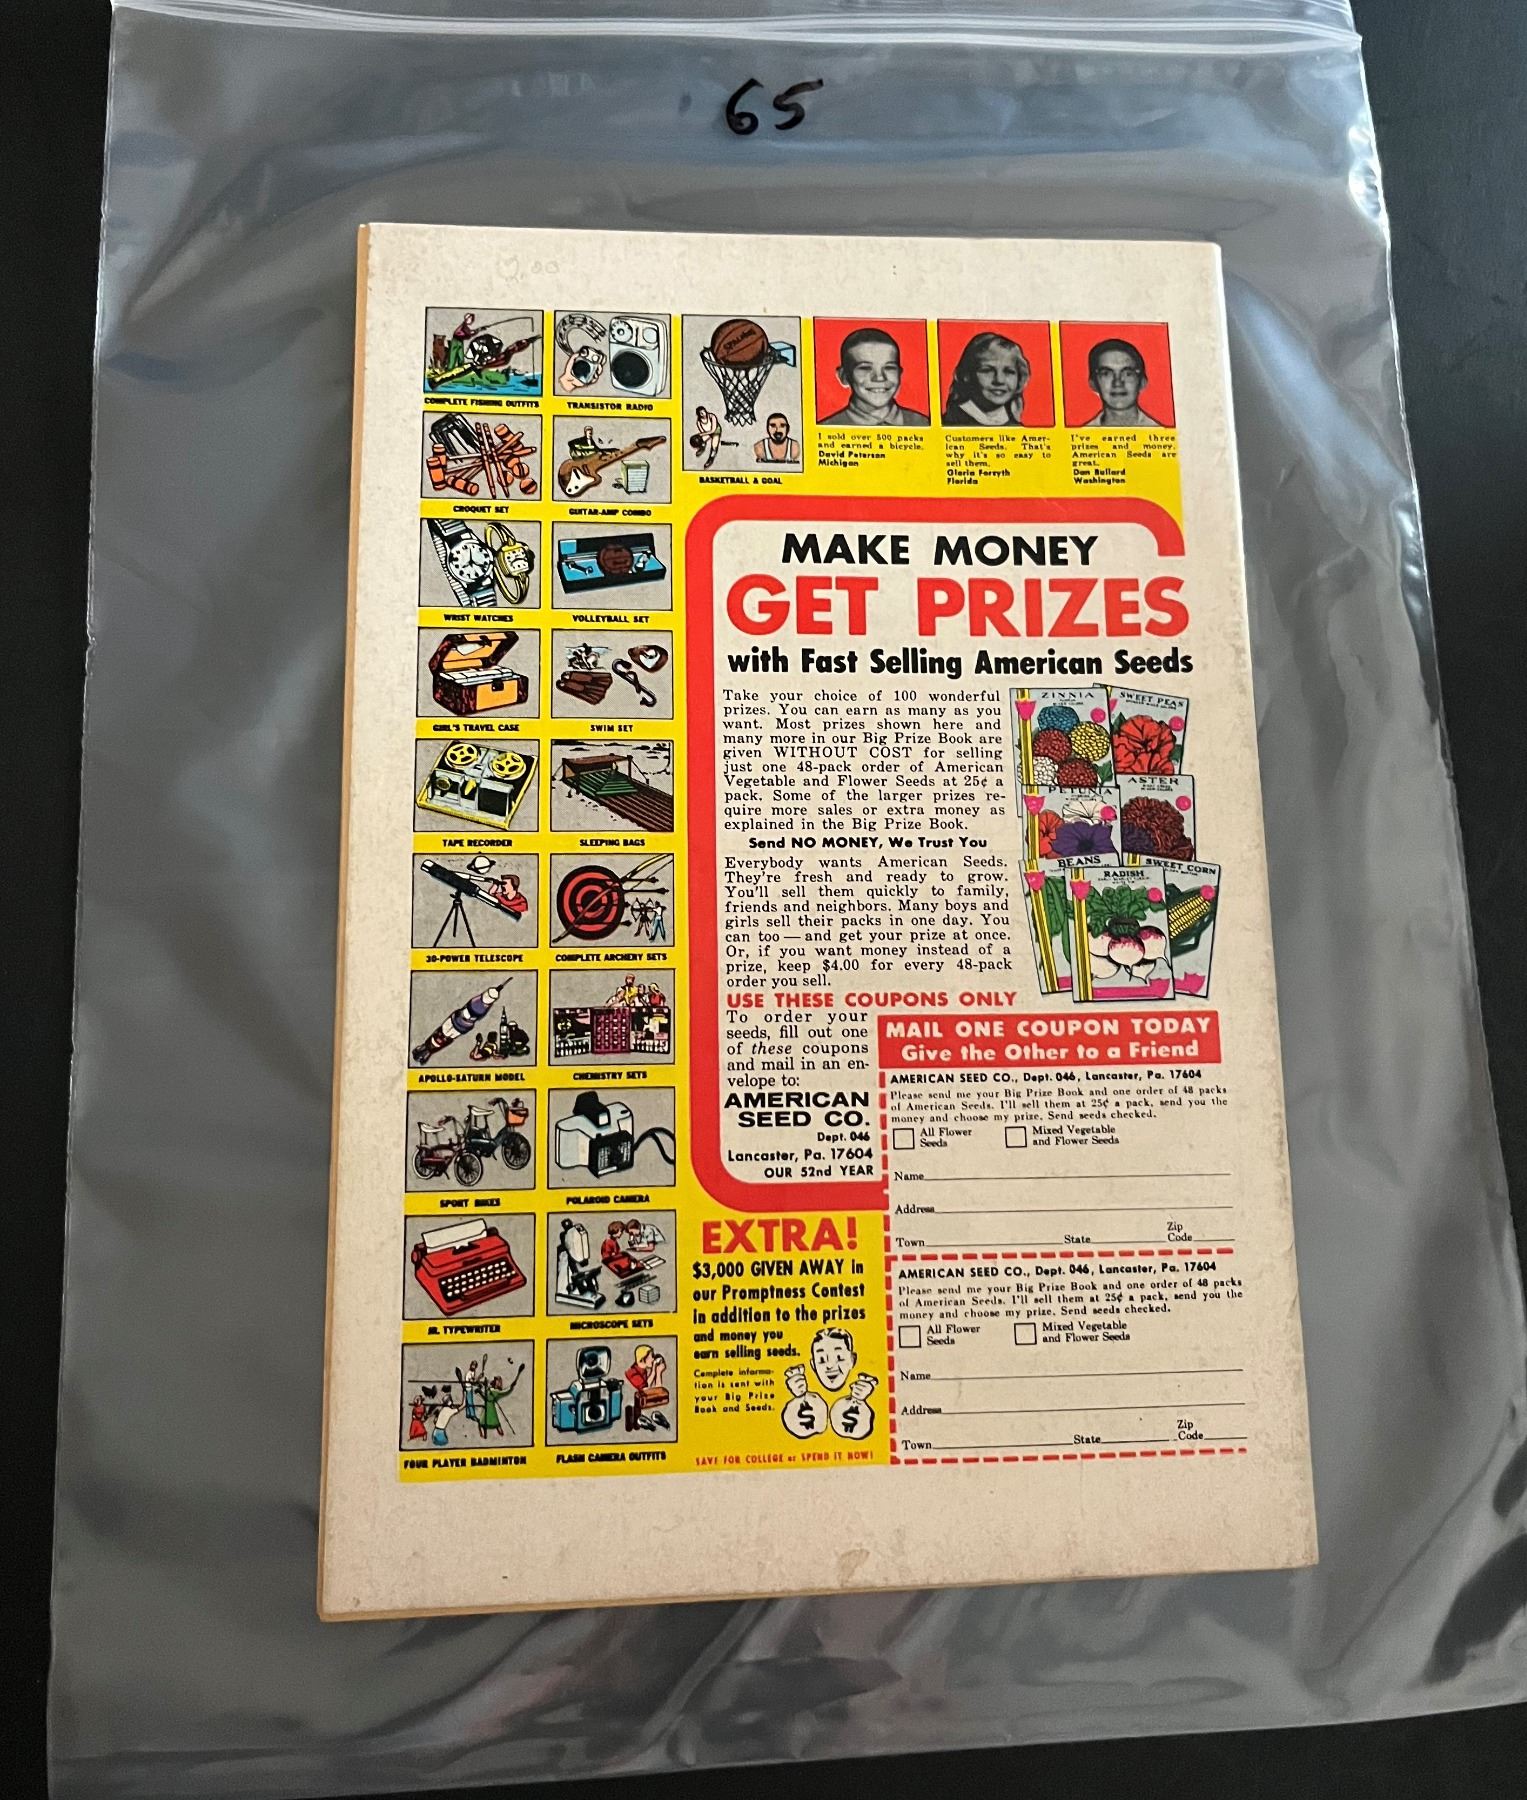 65
COMPLETE FISHING OUTFITS
TRANSISTOR RADIO
Spalding
BASKETBALL & GOAL
CROQUET SET
GUITAR-AMP COMBO
WRIST WATCHES
VOLLEYBALL SET
GIRL'S TRAVEL CASE
SWIM SET
TAPE RECORDER
SLEEPING BAGS
30-POWER TELESCOPE
COMPLETE ARCHERY SETS
APOLLO-SATURN MODEL
CHEMISTRY SETS
SPORT BIKES
POLAROID CAMERA
JR. TYPEWRITER
MICROSCOPE SETS
FOUR PLAYER BADMINTON
FLASH CAMERA OUTFITS
I sold over 500 packs
and earned a bicycle.
David Peterson
Michigan
Customers like Amer-
ican Seeds. That's
why it's so easy to
sell them.
Gloria Forsyth
Florida
I've earned three
prizes and money.
American Seeds are
great.
Don Bullard
Washington
MAKE MONEY
GET PRIZES
with Fast Selling American Seeds
Take your choice of 100 wonderful
prizes. You can earn as many as you
want. Most prizes shown here and
many more in our Big Prize Book are
given WITHOUT COST for selling
just one 48-pack order of American
Vegetable and Flower Seeds at 25¢ a
pack. Some of the larger prizes re-
quire more sales or extra money as
explained in the Big Prize Book.
Send NO MONEY, We Trust You
Everybody wants American Seeds.
They're fresh and ready to grow.
You'll sell them quickly to family,
friends and neighbors. Many boys and
girls sell their packs in one day. You
can too — and get your prize at once.
Or, if you want money instead of a
prize, keep $4.00 for every 48-pack
order you sell.
ZINNIA
SWEET PEAS
ASTER
PETUNIA
BEANS
SWEET CORN
RADISH
USE THESE COUPONS ONLY
To order your
seeds, fill out one
of these coupons
and mail in an en-
velope to:
AMERICAN
SEED CO.
Dept. 046
Lancaster, Pa. 17604
OUR 52nd YEAR
MAIL ONE COUPON TODAY
Give the Other to a Friend
AMERICAN SEED CO., Dept. 046, Lancaster, Pa. 17604
Please send me your Big Prize Book and one order of 48 packs
of American Seeds. I'll sell them at 25¢ a pack, send you the
money and choose my prize. Send seeds checked.
All Flower
Seeds
Mixed Vegetable
and Flower Seeds
Name
Address
Town State Zip Code
EXTRA!
$3,000 GIVEN AWAY in
our Promptness Contest
in addition to the prizes
and money you
earn selling seeds.
Complete informa-
tion is sent with
your Big Prize
Book and Seeds.
$ $
SAVE FOR COLLEGE or SPEND IT NOW!
AMERICAN SEED CO., Dept. 046, Lancaster, Pa. 17604
Please send me your Big Prize Book and one order of 48 packs
of American Seeds. I'll sell them at 25¢ a pack, send you the
money and choose my prize. Send seeds checked.
All Flower
Seeds
Mixed Vegetable
and Flower Seeds
Name
Address
Town State Zip Code